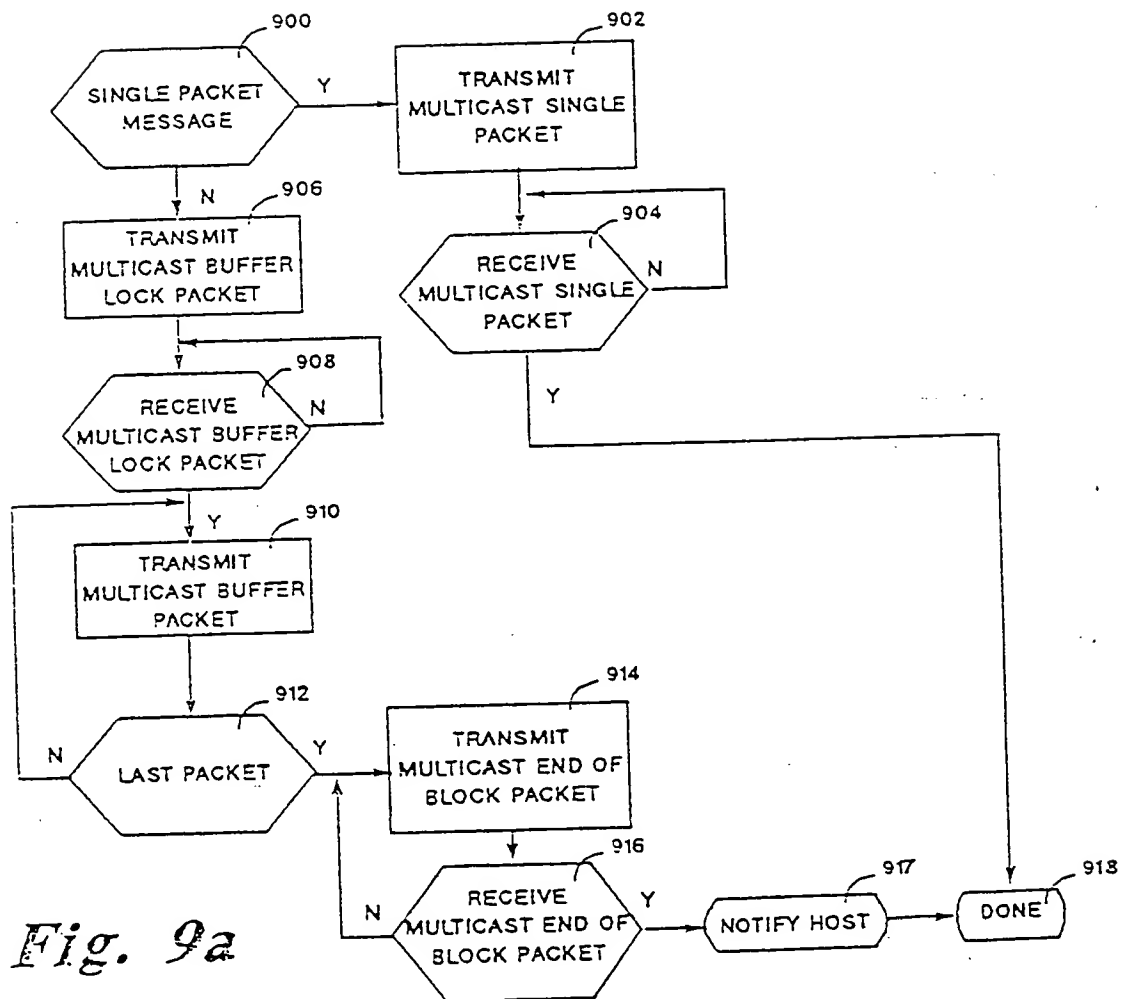 900
SINGLE PACKET
MESSAGE
Y
902
TRANSMIT
MULTICAST SINGLE
PACKET
N
906
TRANSMIT
MULTICAST BUFFER
LOCK PACKET
904
RECEIVE
MULTICAST SINGLE
PACKET
N
Y
908
RECEIVE
MULTICAST BUFFER
LOCK PACKET
N
Y
910
TRANSMIT
MULTICAST BUFFER
PACKET
912
N
LAST PACKET
Y
914
TRANSMIT
MULTICAST END OF
BLOCK PACKET
916
N
RECEIVE
MULTICAST END OF
BLOCK PACKET
Y
917
NOTIFY HOST
918
DONE
Fig. 9a